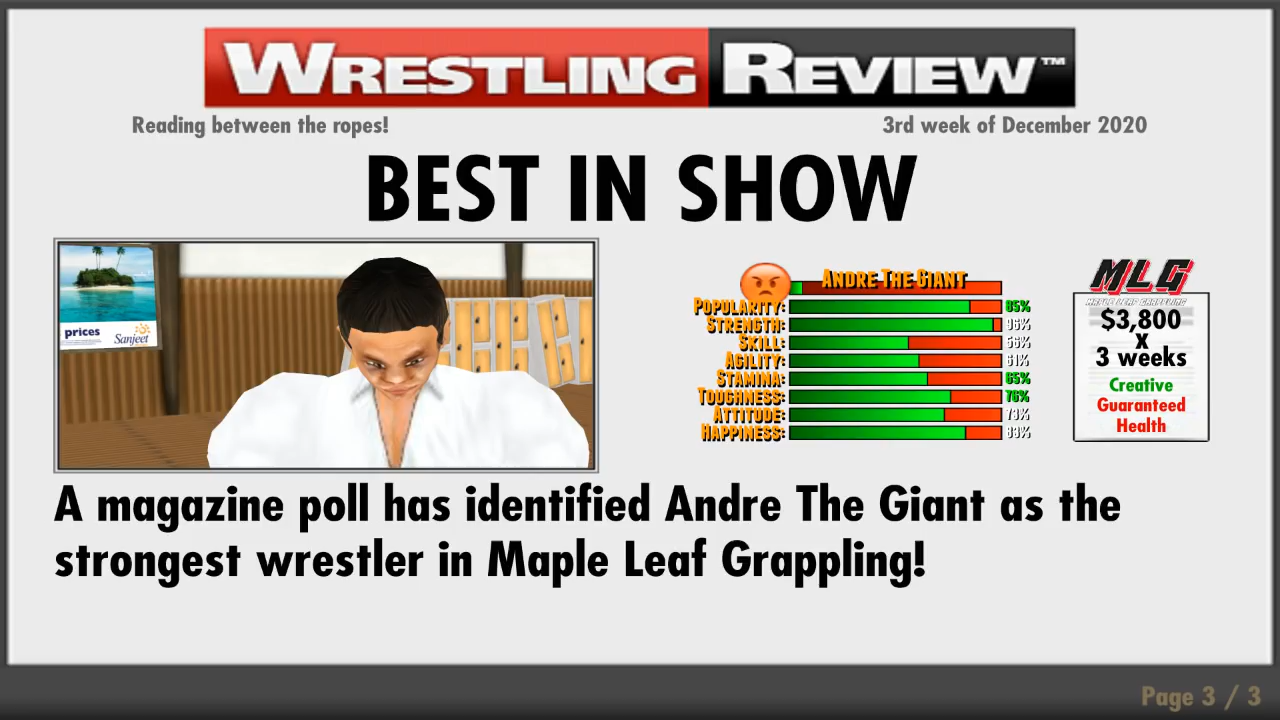 WRESTLING REVIEW™
Reading between the ropes!
3rd week of December 2020
BEST IN SHOW
prices
Sanjeet
ANDRE THE GIANT
POPULARITY: 85%
STRENGTH: 96%
SKILL: 56%
AGILITY: 61%
STAMINA: 65%
TOUGHNESS: 76%
ATTITUDE: 73%
HAPPINESS: 83%
MLG
MAPLE LEAF GRAPPLING
$3,800
X
3 weeks
Creative
Guaranteed
Health
A magazine poll has identified Andre The Giant as the
strongest wrestler in Maple Leaf Grappling!
Page 3 / 3